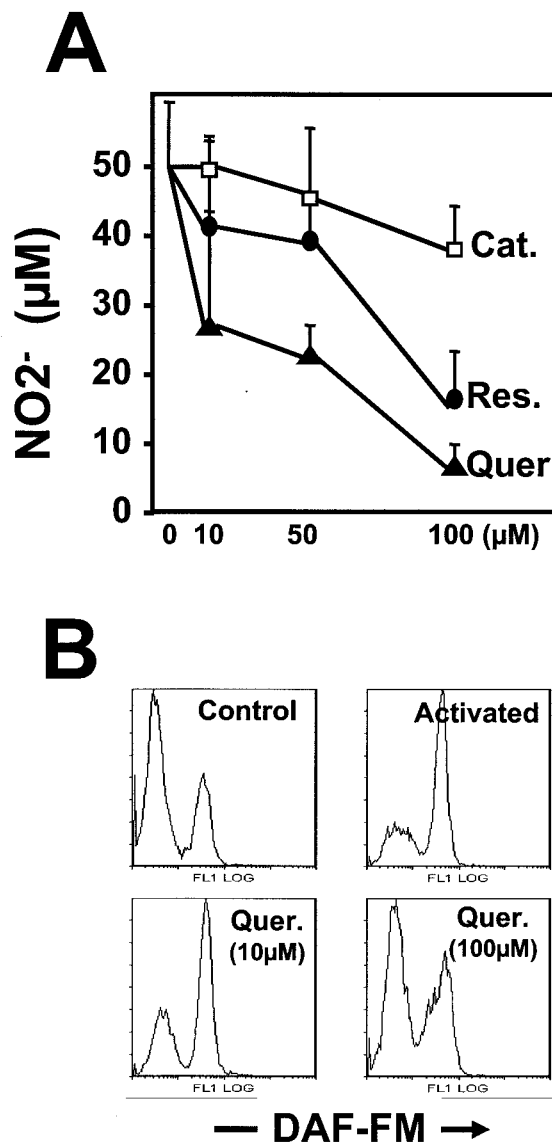 A
NO2- (µM)
50
40
30
20
10
0
Cat.
Res.
Quer
0 10 50 100 (µM)
B
Control
FL1 LOG
Activated
FL1 LOG
Quer.
(10µM)
FL1 LOG
Quer.
(100µM)
FL1 LOG
DAF-FM